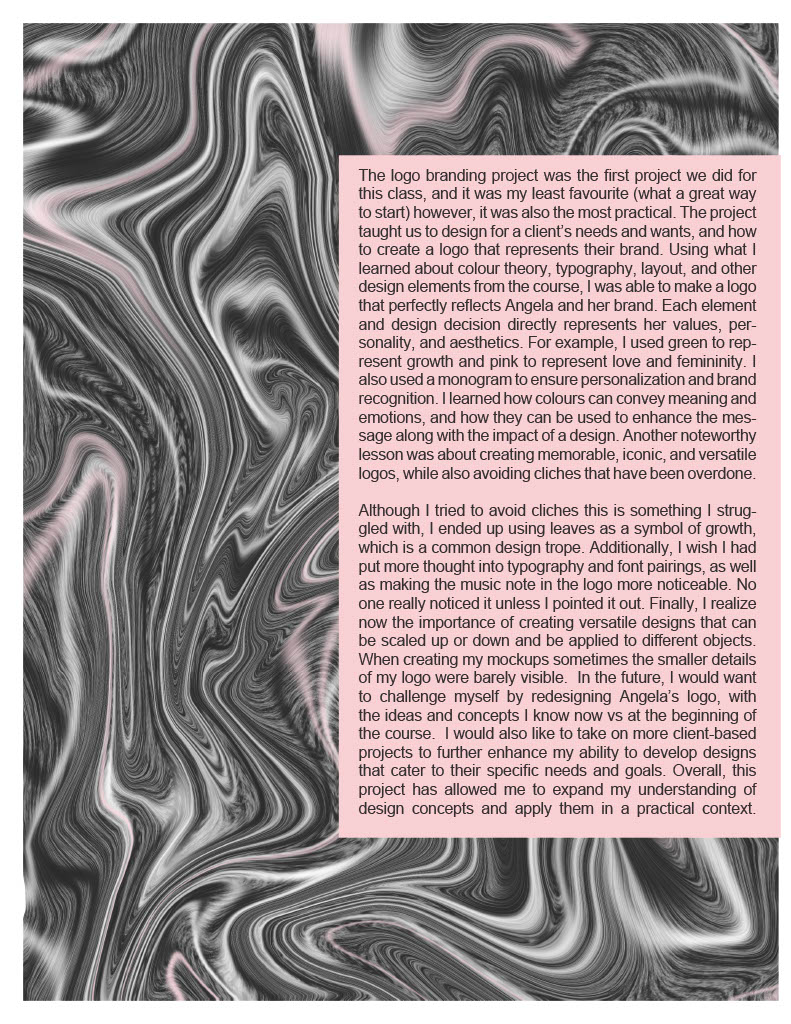 The logo branding project was the first project we did for
this class, and it was my least favourite (what a great way
to start) however, it was also the most practical. The project
taught us to design for a client’s needs and wants, and how
to create a logo that represents their brand. Using what I
learned about colour theory, typography, layout, and other
design elements from the course, I was able to make a logo
that perfectly reflects Angela and her brand. Each element
and design decision directly represents her values, per-
sonality, and aesthetics. For example, I used green to rep-
resent growth and pink to represent love and femininity. I
also used a monogram to ensure personalization and brand
recognition. I learned how colours can convey meaning and
emotions, and how they can be used to enhance the mes-
sage along with the impact of a design. Another noteworthy
lesson was about creating memorable, iconic, and versatile
logos, while also avoiding cliches that have been overdone.

Although I tried to avoid cliches this is something I strug-
gled with, I ended up using leaves as a symbol of growth,
which is a common design trope. Additionally, I wish I had
put more thought into typography and font pairings, as well
as making the music note in the logo more noticeable. No
one really noticed it unless I pointed it out. Finally, I realize
now the importance of creating versatile designs that can
be scaled up or down and be applied to different objects.
When creating my mockups sometimes the smaller details
of my logo were barely visible.  In the future, I would want
to challenge myself by redesigning Angela’s logo, with
the ideas and concepts I know now vs at the beginning of
the course.  I would also like to take on more client-based
projects to further enhance my ability to develop designs
that cater to their specific needs and goals. Overall, this
project has allowed me to expand my understanding of
design concepts and apply them in a practical context.